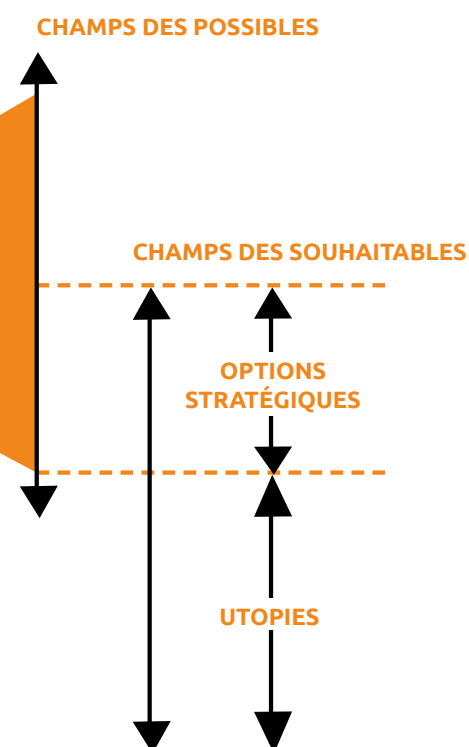 CHAMPS DES POSSIBLES
CHAMPS DES SOUHAITABLES
OPTIONS
STRATÉGIQUES
UTOPIES